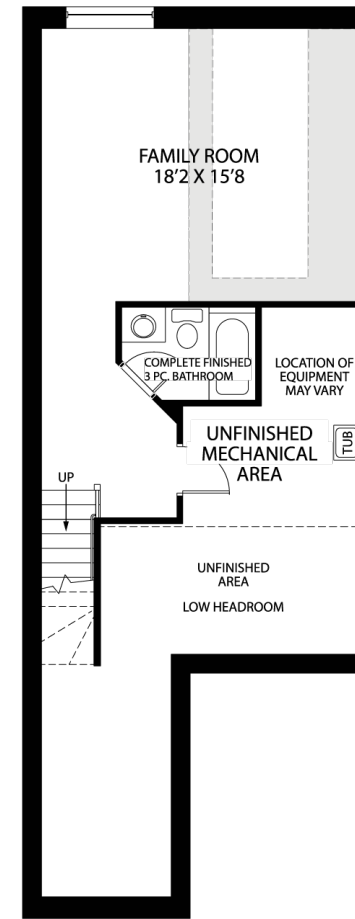 FAMILY ROOM
18'2 X 15'8
COMPLETE FINISHED
3 PC. BATHROOM
LOCATION OF
EQUIPMENT
MAY VARY
UNFINISHED
MECHANICAL
AREA
TUB
UP
UNFINISHED
AREA
LOW HEADROOM